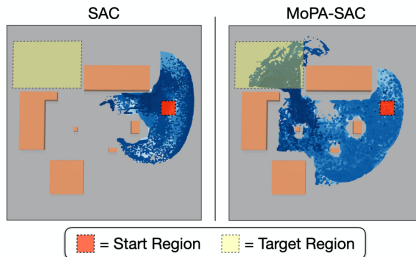 SAC
MoPA-SAC
= Start Region
= Target Region